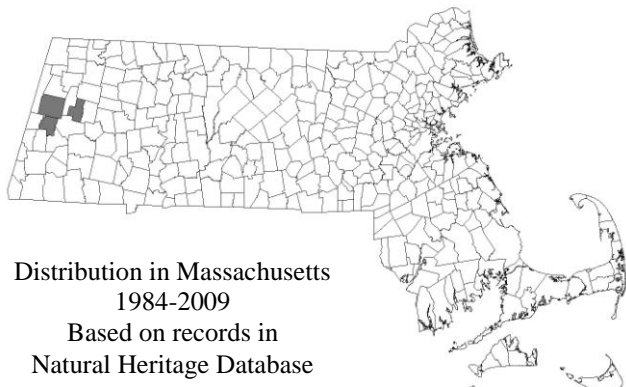 Distribution in Massachusetts
1984-2009
Based on records in
Natural Heritage Database